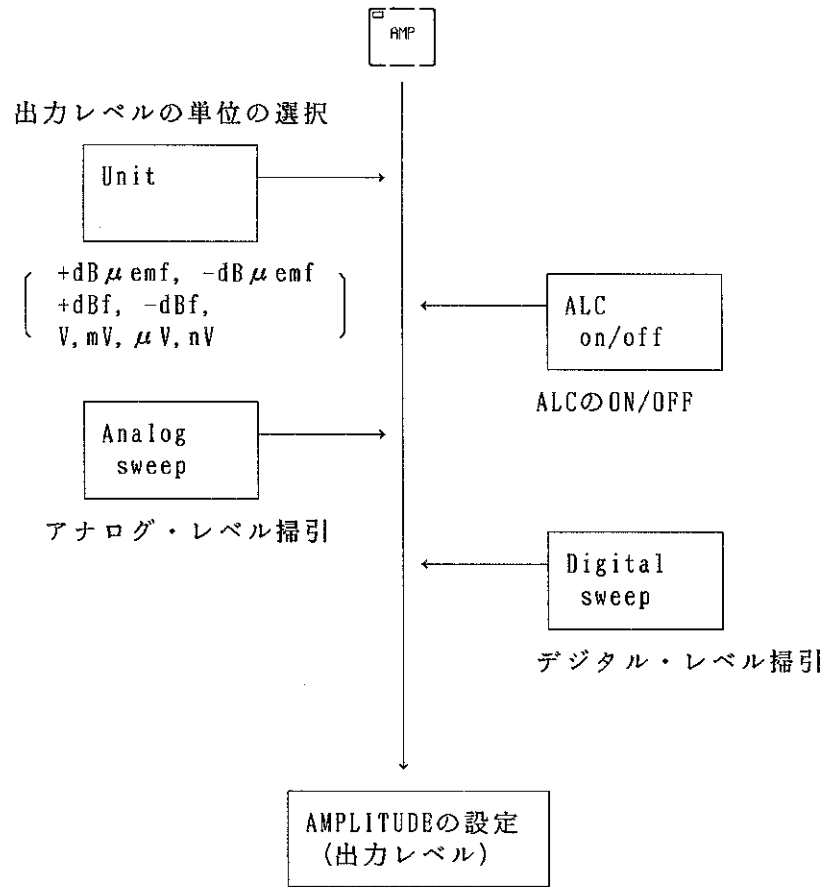 AMP
出力レベルの単位の選択
Unit
+dBμemf, -dBμemf
+dBf, -dBf,
V,mV,μV,nV
ALC
on/off
ALCのON/OFF
Analog
sweep
アナログ・レベル掃引
Digital
sweep
デジタル・レベル掃引
AMPLITUDEの設定
(出力レベル)